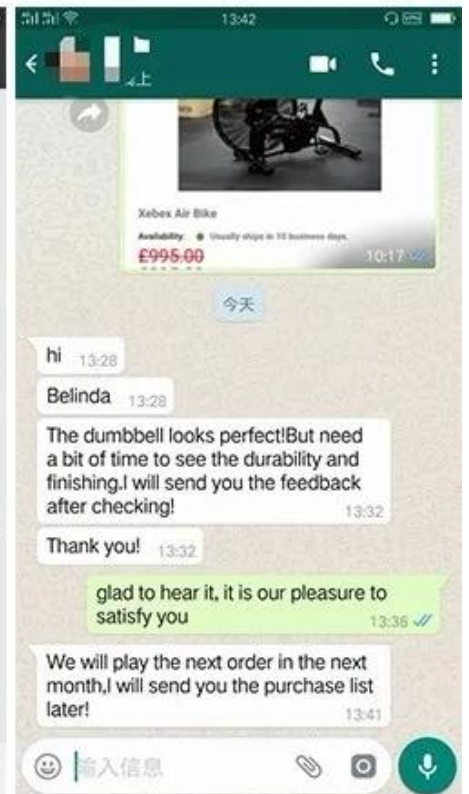 13:42
上
Xebex Air Bike
Availability: Usually ships in 10 business days.
£995.00
10:17
今天
hi 13:28
Belinda 13:28
The dumbbell looks perfect!But need
a bit of time to see the durability and
finishing.I will send you the feedback
after checking!
13:32
Thank you! 13:32
glad to hear it, it is our pleasure to
satisfy you
13:36
We will play the next order in the next
month,I will send you the purchase list
later!
13:41
输入信息